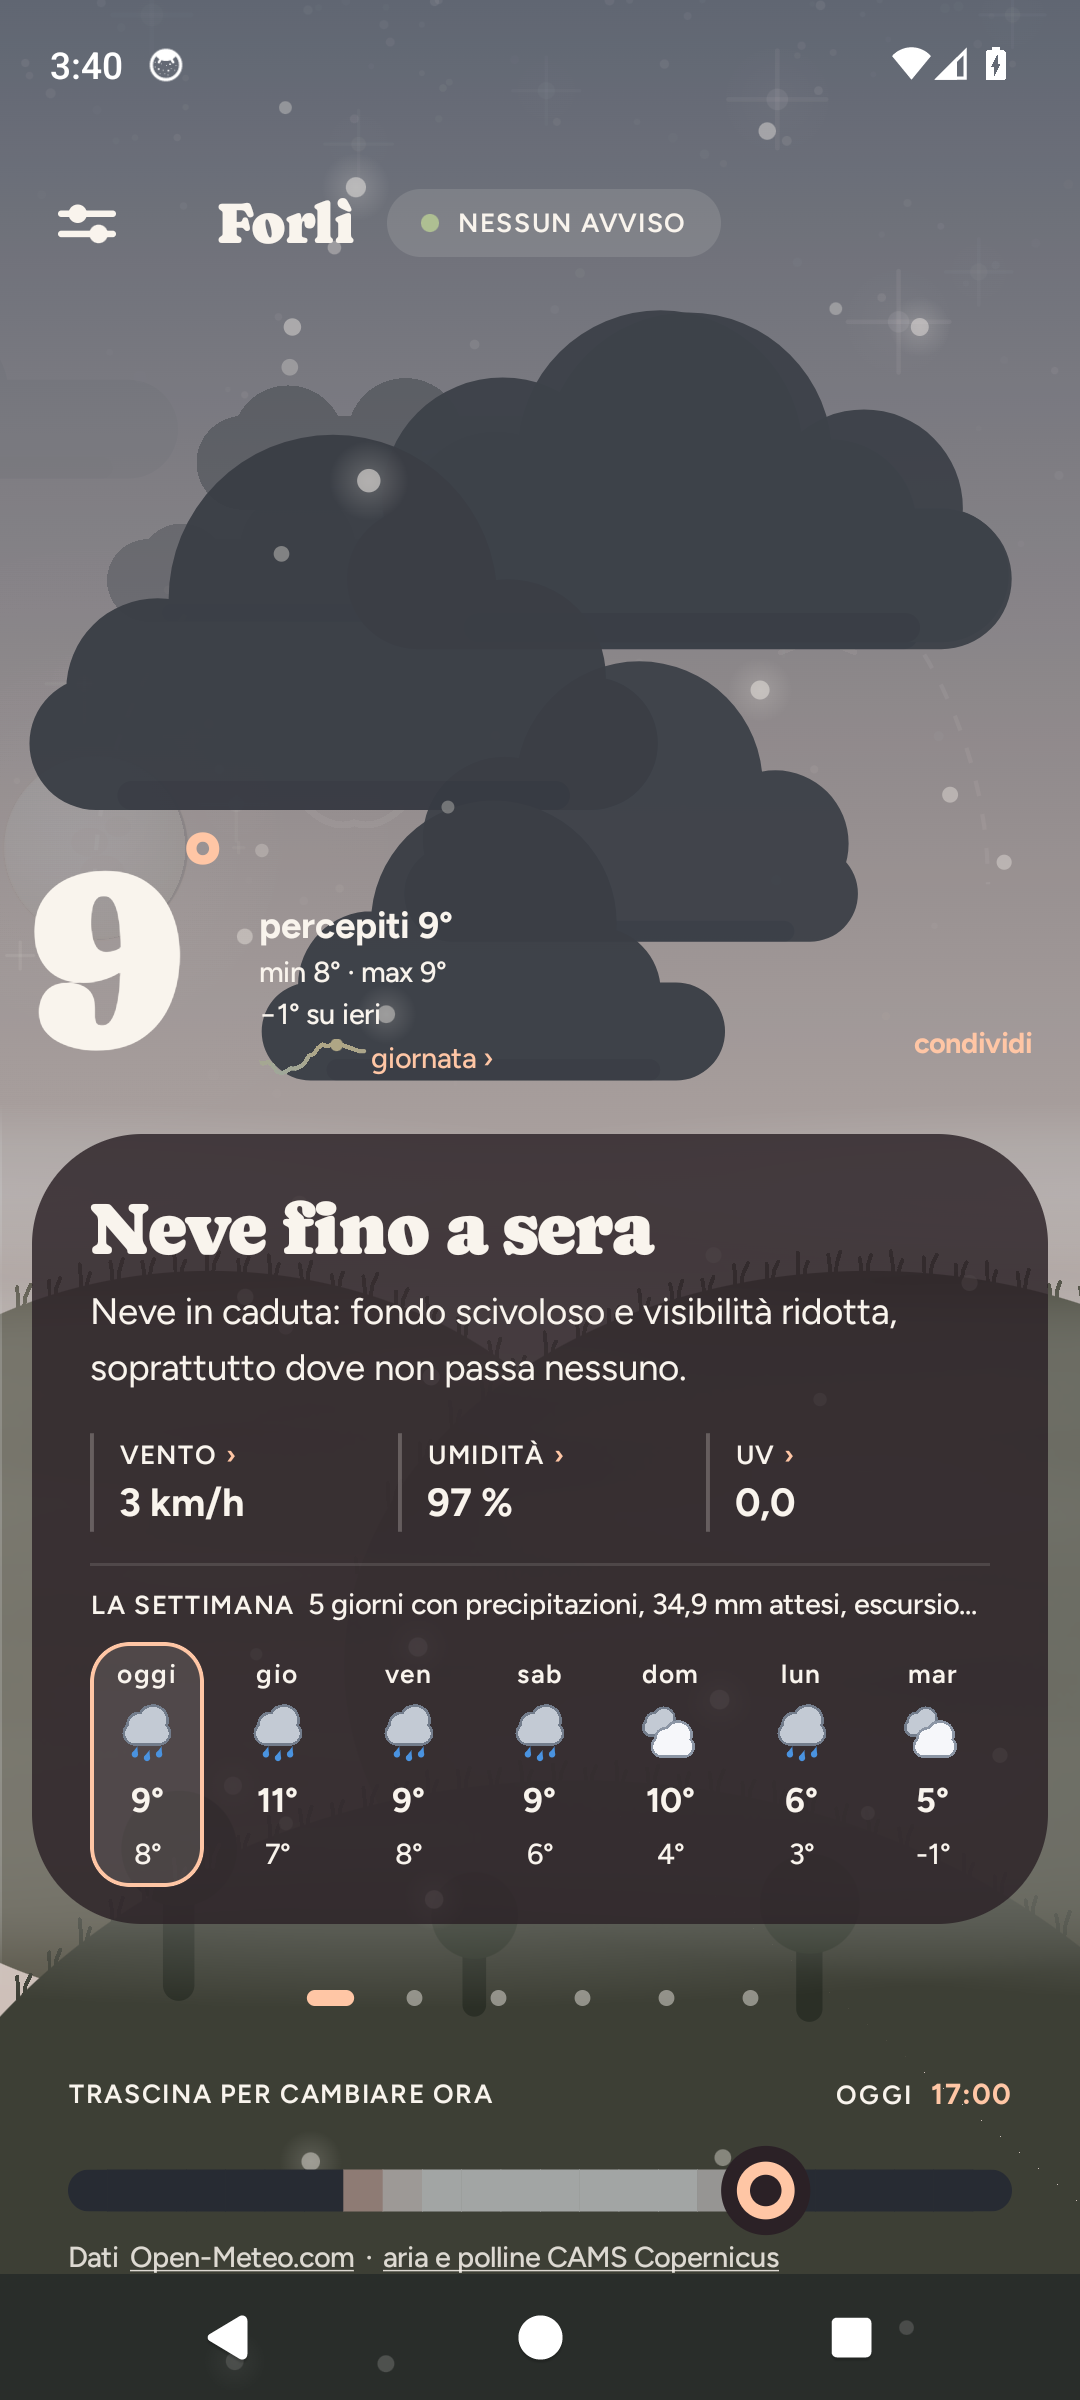 3:40
Forlì
NESSUN AVVISO
9
percepiti 9°
min 8° · max 9°
−1° su ieri
giornata ›
condividi
Neve fino a sera
Neve in caduta: fondo scivoloso e visibilità ridotta,
soprattutto dove non passa nessuno.
VENTO › UMIDITÀ › UV ›
3 km/h 97 % 0,0
LA SETTIMANA 5 giorni con precipitazioni, 34,9 mm attesi, escursio…
oggi gio ven sab dom lun mar
9° 11° 9° 9° 10° 6° 5°
8° 7° 8° 6° 4° 3° -1°
TRASCINA PER CAMBIARE ORA OGGI 17:00
Dati Open-Meteo.com · aria e polline CAMS Copernicus